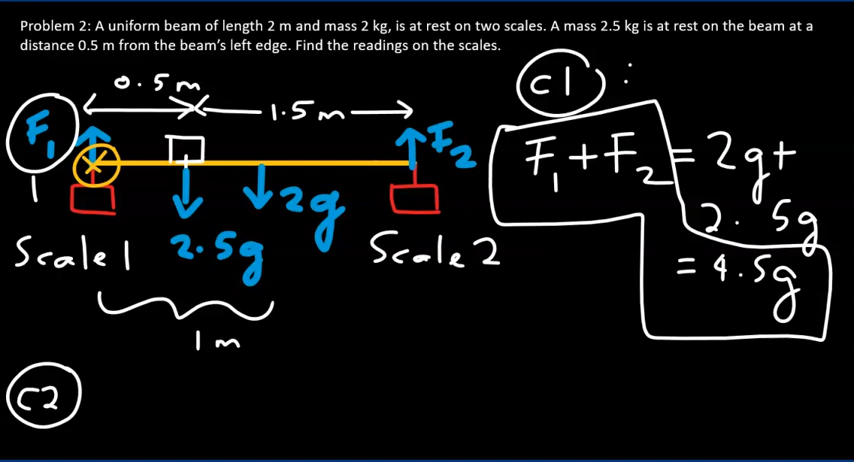 Problem 2: A uniform beam of length 2 m and mass 2 kg, is at rest on two scales. A mass 2.5 kg is at rest on the beam at a
distance 0.5 m from the beam's left edge. Find the readings on the scales.
0.5m
1.5m
F1
F2
2.5g
2g
Scale 1
Scale 2
1m
C1 :
F1 + F2 = 2g +
2.5g
= 4.5g
C2